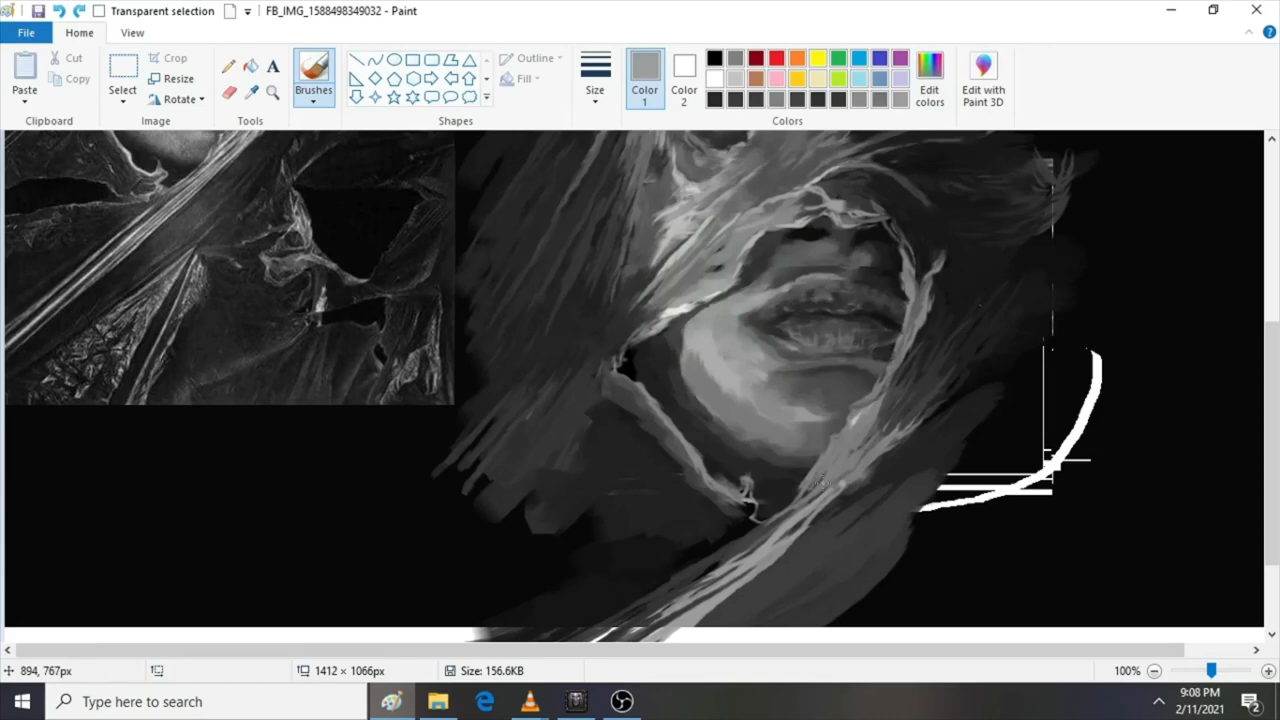 Transparent selection
FB_IMG_1588498349032 - Paint
File
Home
View
Paste
Cut
Copy
Clipboard
Select
Crop
Resize
Rotate
Image
A
Tools
Brushes
Outline
Fill
Shapes
Size
Color 1
Color 2
Edit colors
Edit with Paint 3D
Colors
894, 767px
1412 × 1066px
Size: 156.6KB
100%
Type here to search
9:08 PM
2/11/2021
2